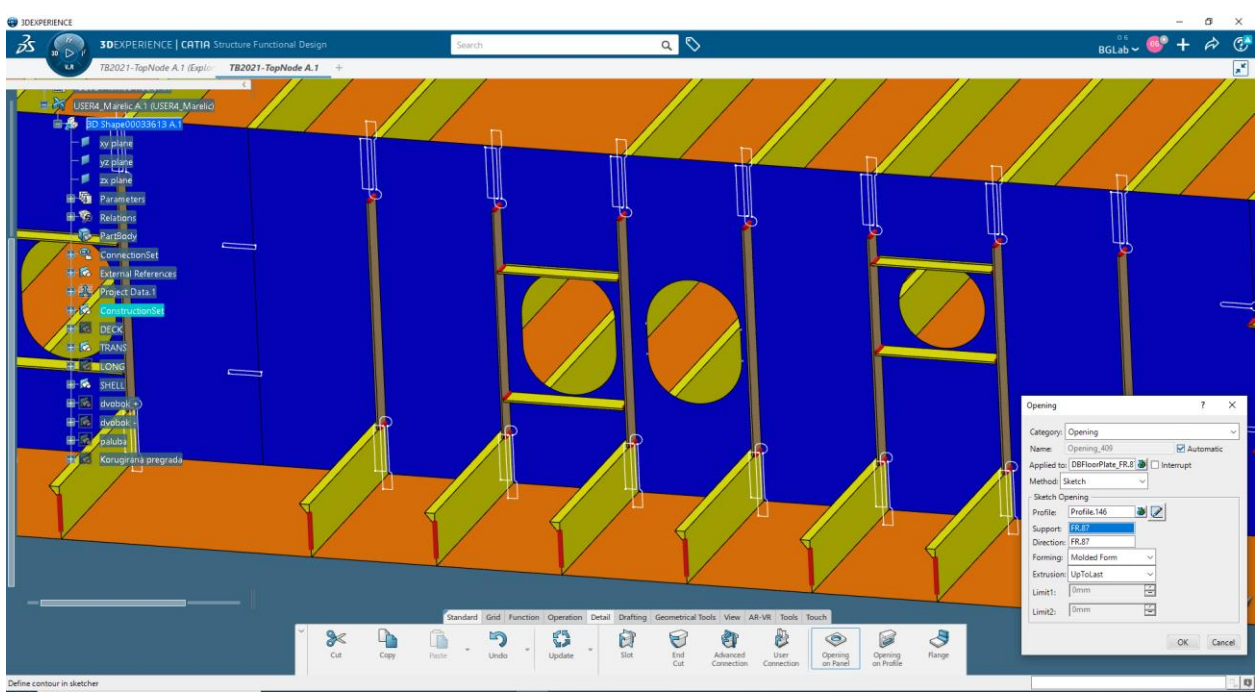 3DEXPERIENCE
3DEXPERIENCE | CATIA Structure Functional Design
Search
BGLab
TB2021-TopNode A.1 (Explo
TB2021-TopNode A.1
USER4_Marelic A.1 (USER4_Marelic)
3D Shape00033613 A.1
xy plane
yz plane
zx plane
Parameters
Relations
PartBody
ConnectionSet
External References
Project Data.1
ConstructionSet
DECK
TRANS
LONG
SHELL
dvobok +
dvobok -
paluba
Korugirana pregrada
Opening ? X
Category: Opening
Name: Opening_409 Automatic
Applied to: DBFloorPlate_FR.8 Interrupt
Method: Sketch
Sketch Opening
Profile: Profile.146
Support: FR.87
Direction: FR.87
Forming: Molded Form
Extrusion: UpToLast
Limit1: 0mm
Limit2: 0mm
OK Cancel
Standard Grid Function Operation Detail Drafting Geometrical Tools View AR-VR Tools Touch
Cut Copy Paste Undo Update Slot End Cut Advanced Connection User Connection Opening on Panel Opening on Profile Flange
Define contour in sketcher